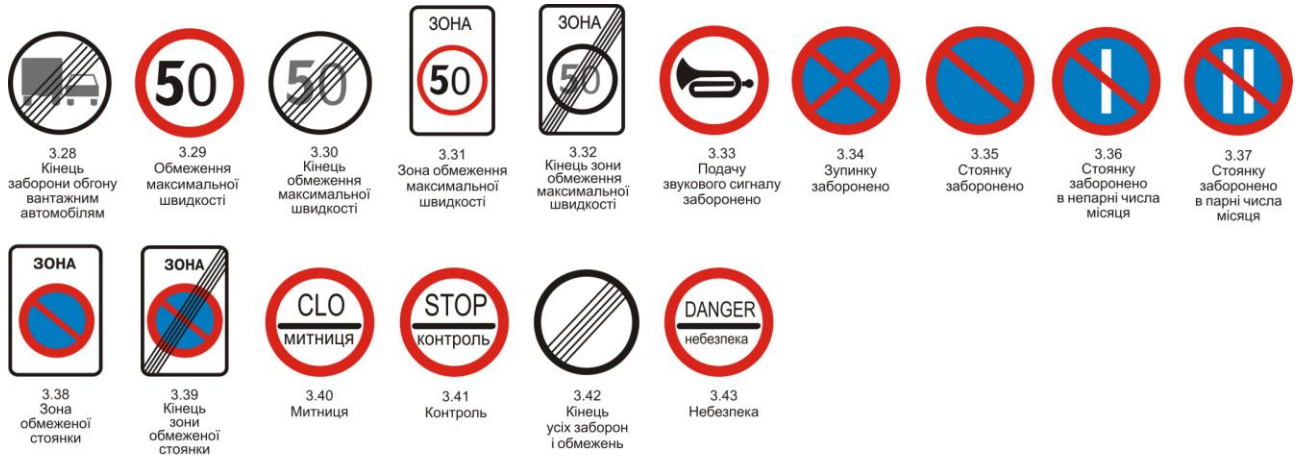 50
3.28
Кінець
заборони обгону
вантажним
автомобілям
50
3.29
Обмеження
максимальної
швидкості
50
3.30
Кінець
обмеження
максимальної
швидкості
ЗОНА
50
3.31
Зона обмеження
максимальної
швидкості
ЗОНА
50
3.32
Кінець зони
обмеження
максимальної
швидкості
3.33
Подачу
звукового сигналу
заборонено
3.34
Зупинку
заборонено
3.35
Стоянку
заборонено
3.36
Стоянку
заборонено
в непарні числа
місяця
3.37
Стоянку
заборонено
в парні числа
місяця
ЗОНА
3.38
Зона
обмеженої
стоянки
ЗОНА
3.39
Кінець
зони
обмеженої
стоянки
CLO
митниця
3.40
Митниця
STOP
контроль
3.41
Контроль
3.42
Кінець
усіх заборон
і обмежень
DANGER
небезпека
3.43
Небезпека